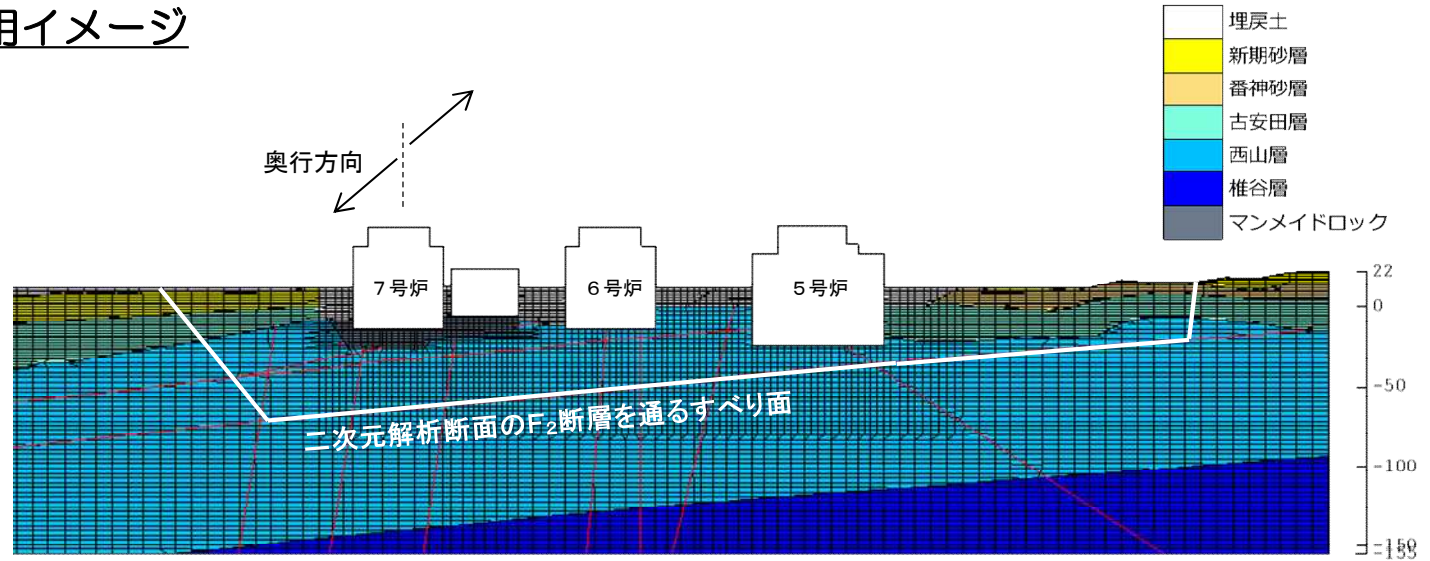 用イメージ
埋戻土
新期砂層
番神砂層
古安田層
西山層
椎谷層
マンメイドロック
奥行方向
7号炉
6号炉
5号炉
二次元解析断面のF₂断層を通るすべり面
22
0
-50
-100
-150
-155